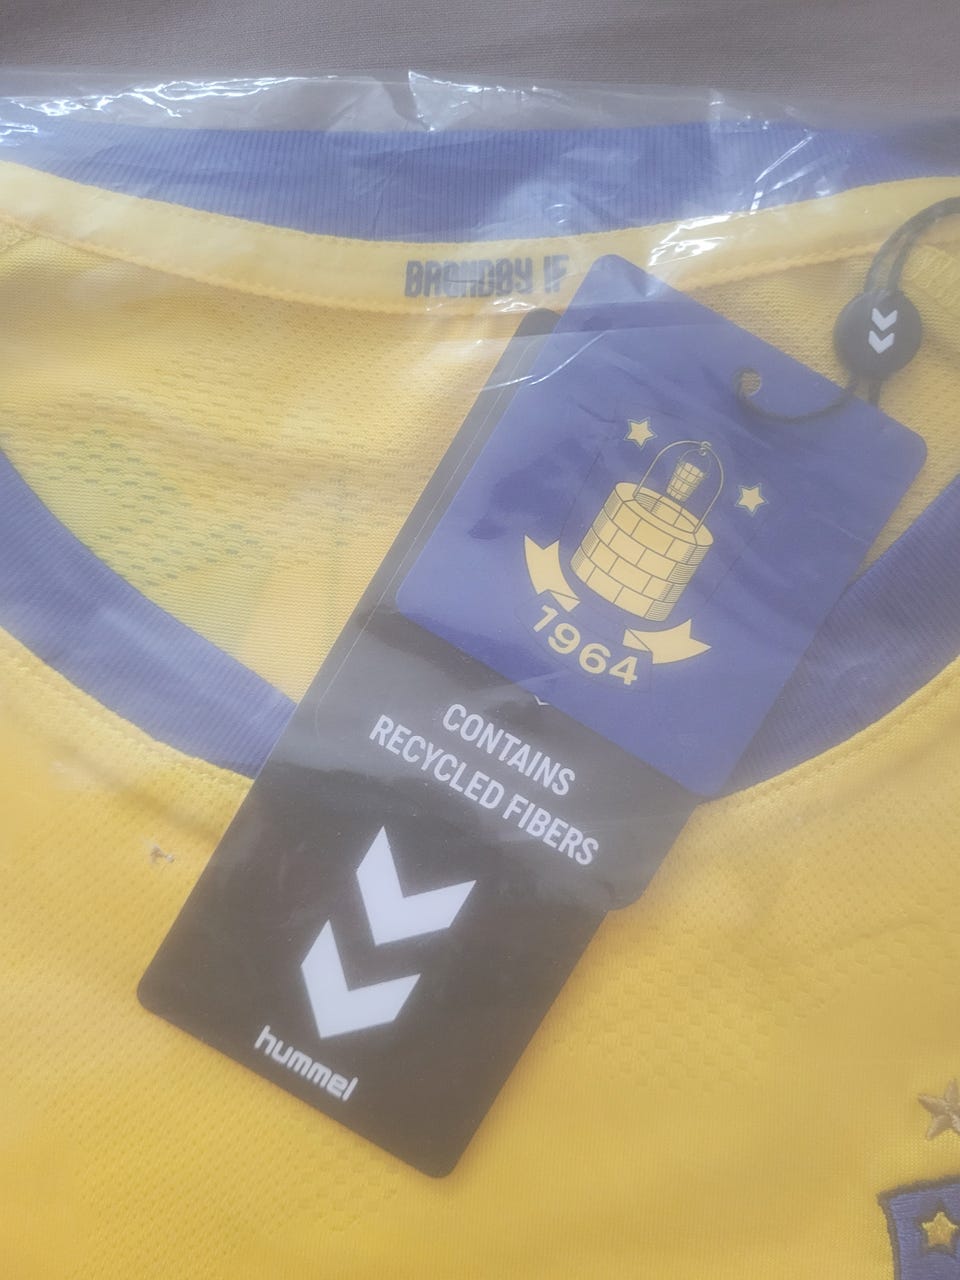 BRØNDBY IF
1964
CONTAINS
RECYCLED FIBERS
hummel